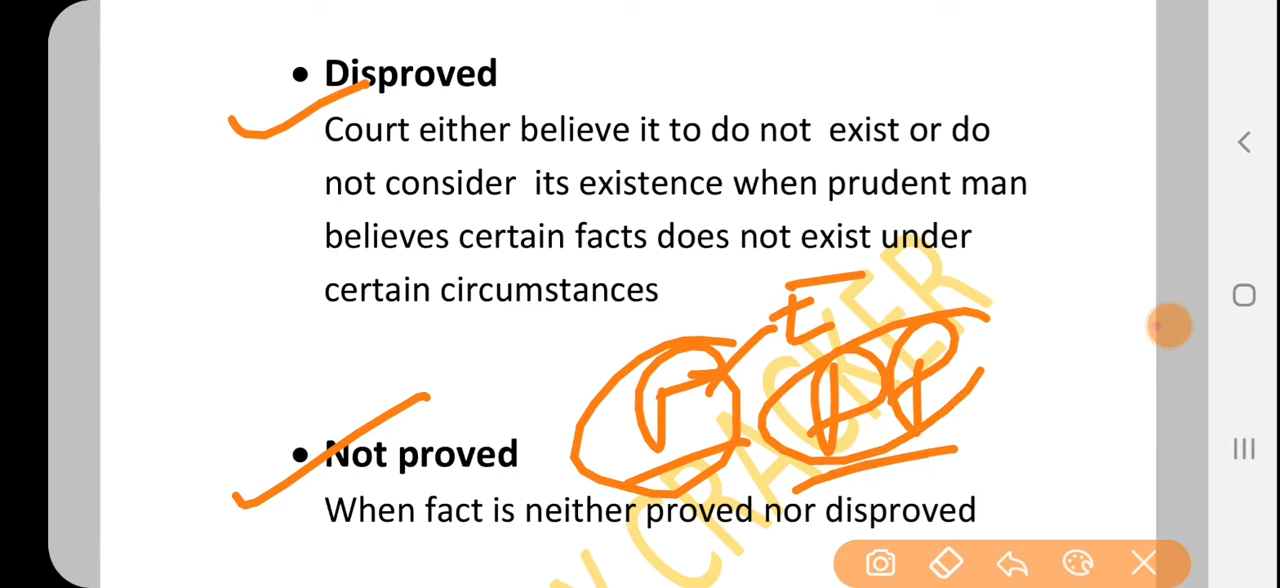 Disproved
Court either believe it to do not exist or do
not consider its existence when prudent man
believes certain facts does not exist under
certain circumstances
Not proved
When fact is neither proved nor disproved
CRACKER